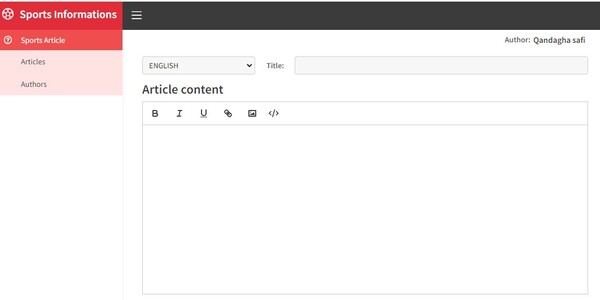 Sports Informations
Author: Qandagha safi
Sports Article
Articles
Authors
ENGLISH
Title:
Article content
B I U </>